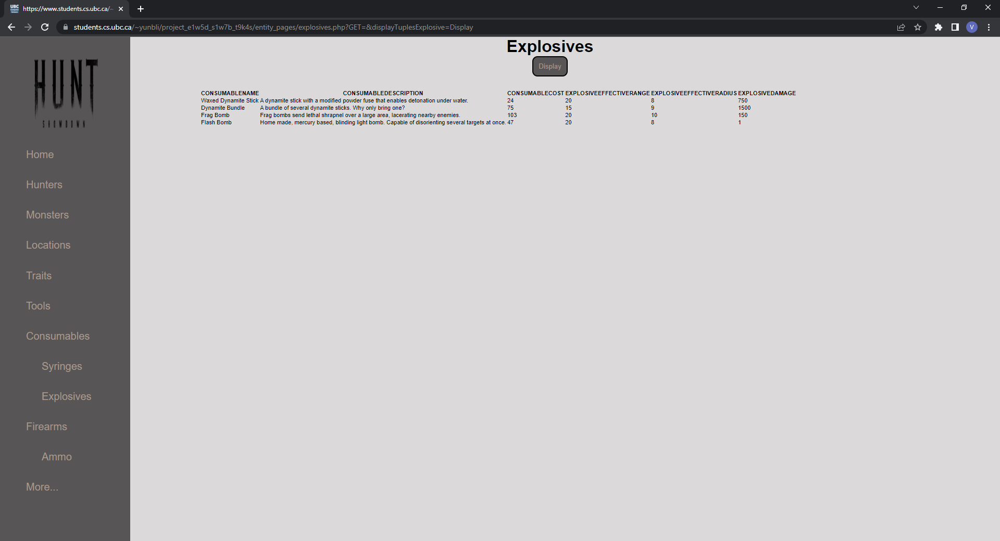 UBC
https://www.students.cs.ubc.ca/~
students.cs.ubc.ca/~yunbli/project_e1w5d_s1w7b_t9k4s/entity_pages/explosives.php?GET=&displayTuplesExplosive=Display
V
HUNT
SHOWDOWN
Home
Hunters
Monsters
Locations
Traits
Tools
Consumables
Syringes
Explosives
Firearms
Ammo
More...
Explosives
Display
CONSUMABLENAME CONSUMABLEDESCRIPTION CONSUMABLECOST EXPLOSIVEEFFECTIVERANGE EXPLOSIVEEFFECTIVERADIUS EXPLOSIVEDAMAGE
Waxed Dynamite Stick A dynamite stick with a modified powder fuse that enables detonation under water. 24 20 8 750
Dynamite Bundle A bundle of several dynamite sticks. Why only bring one? 75 15 9 1500
Frag Bomb Frag bombs send lethal shrapnel over a large area, lacerating nearby enemies. 103 20 10 150
Flash Bomb Home made, mercury based, blinding light bomb. Capable of disorienting several targets at once. 47 20 8 1